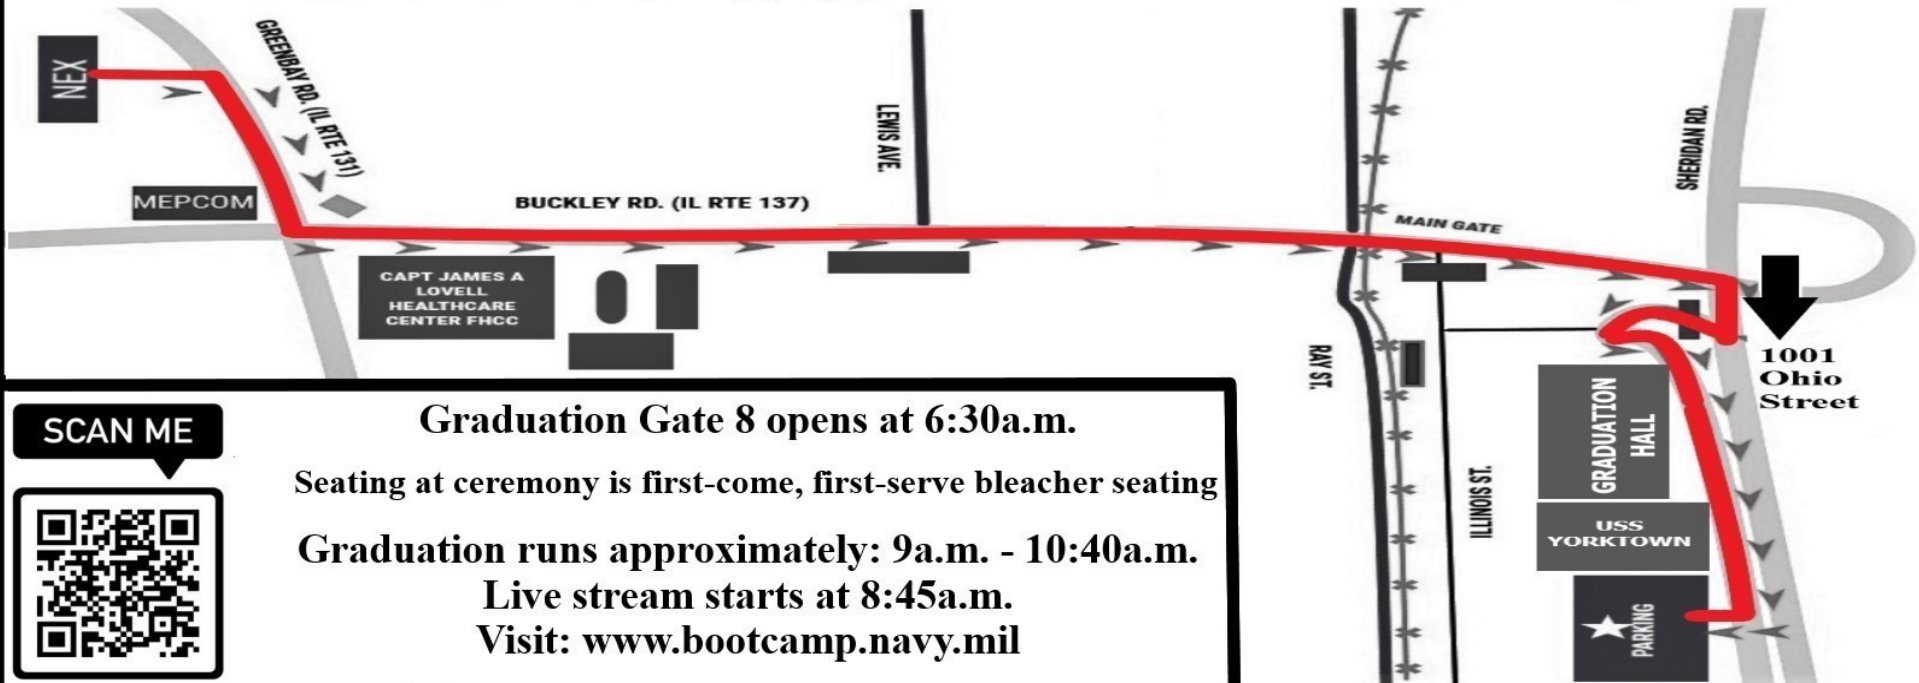 NEX
GREENBAY RD. (IL RTE 131)
MEPCOM
BUCKLEY RD. (IL RTE 137)
LEWIS AVE.
MAIN GATE
SHERIDAN RD.
CAPT JAMES A
LOVELL
HEALTHCARE
CENTER FHCC
RAY ST.
ILLINOIS ST.
1001
Ohio
Street
GRADUATION
HALL
USS
YORKTOWN
PARKING
SCAN ME
Graduation Gate 8 opens at 6:30a.m.
Seating at ceremony is first-come, first-serve bleacher seating
Graduation runs approximately: 9a.m. - 10:40a.m.
Live stream starts at 8:45a.m.
Visit: www.bootcamp.navy.mil